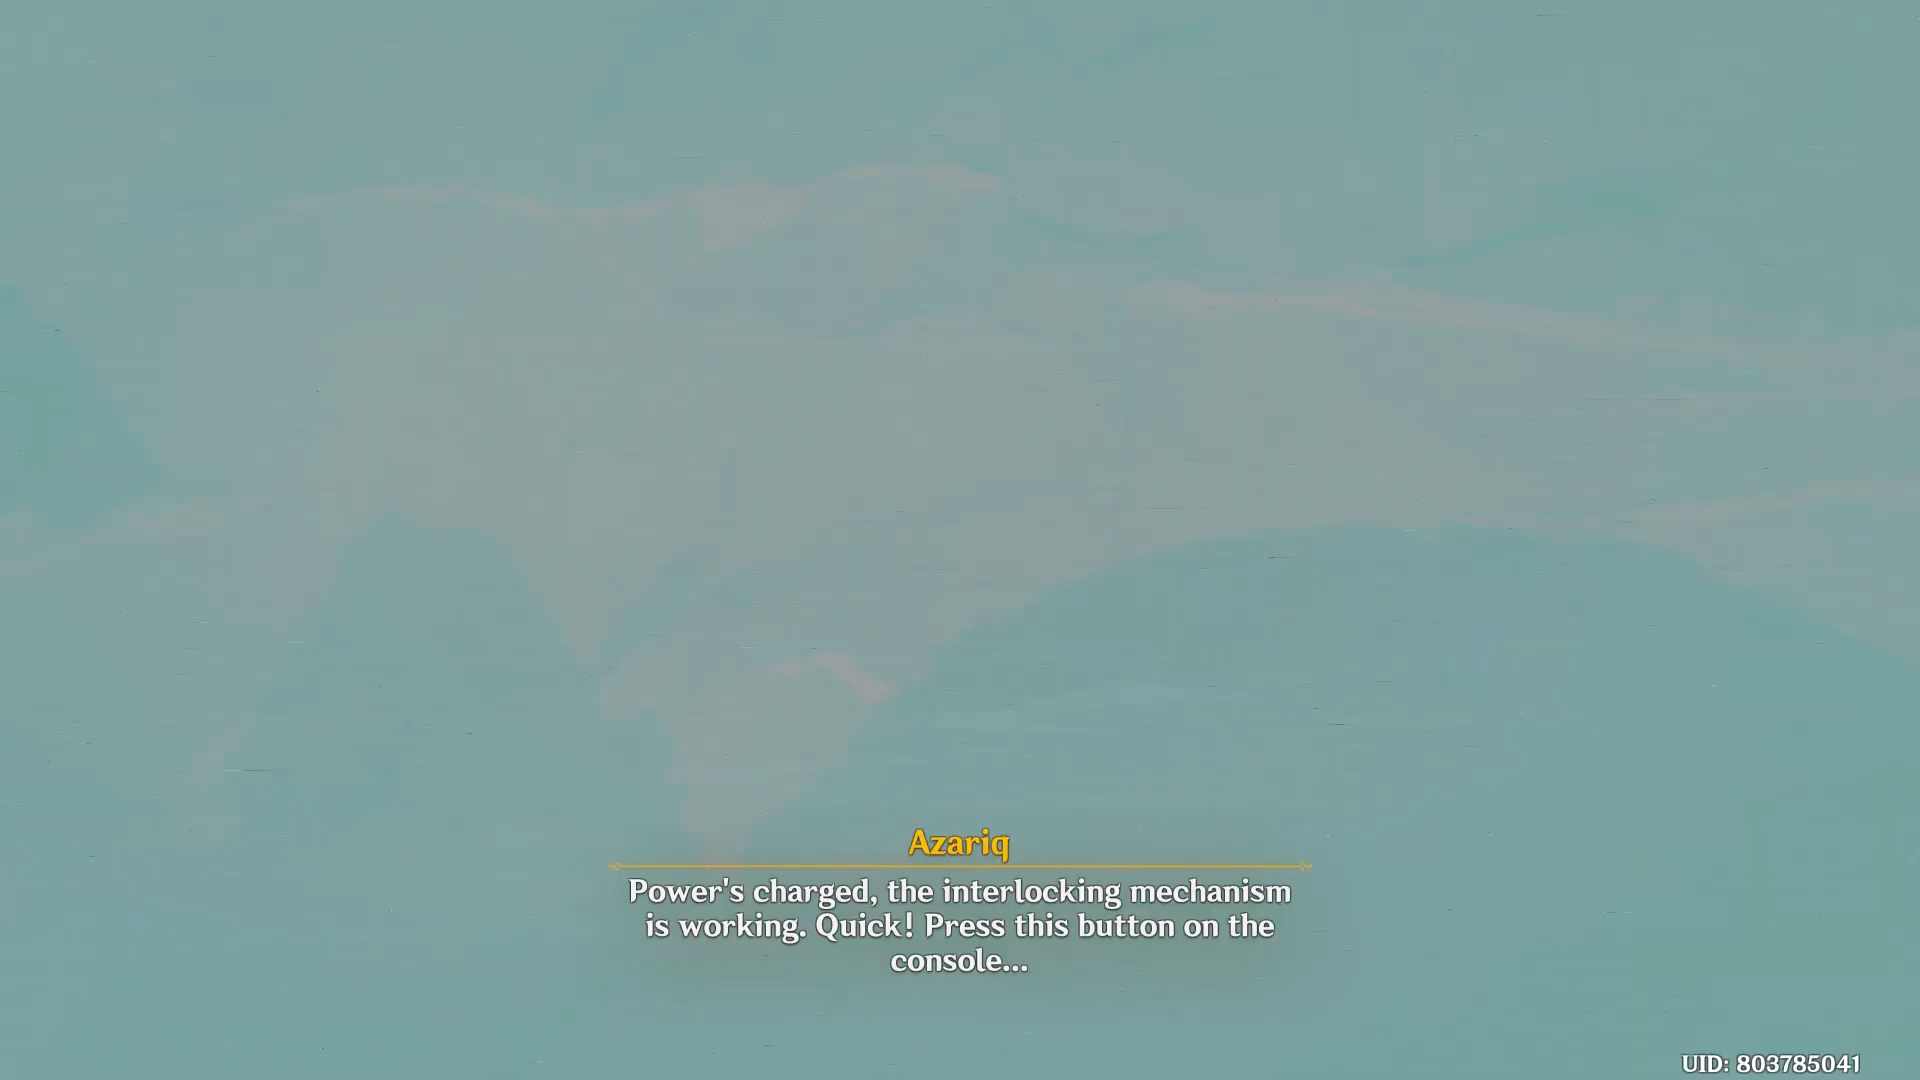 Azariq
Power's charged, the interlocking mechanism
is working. Quick! Press this button on the
console...
UID: 803785041